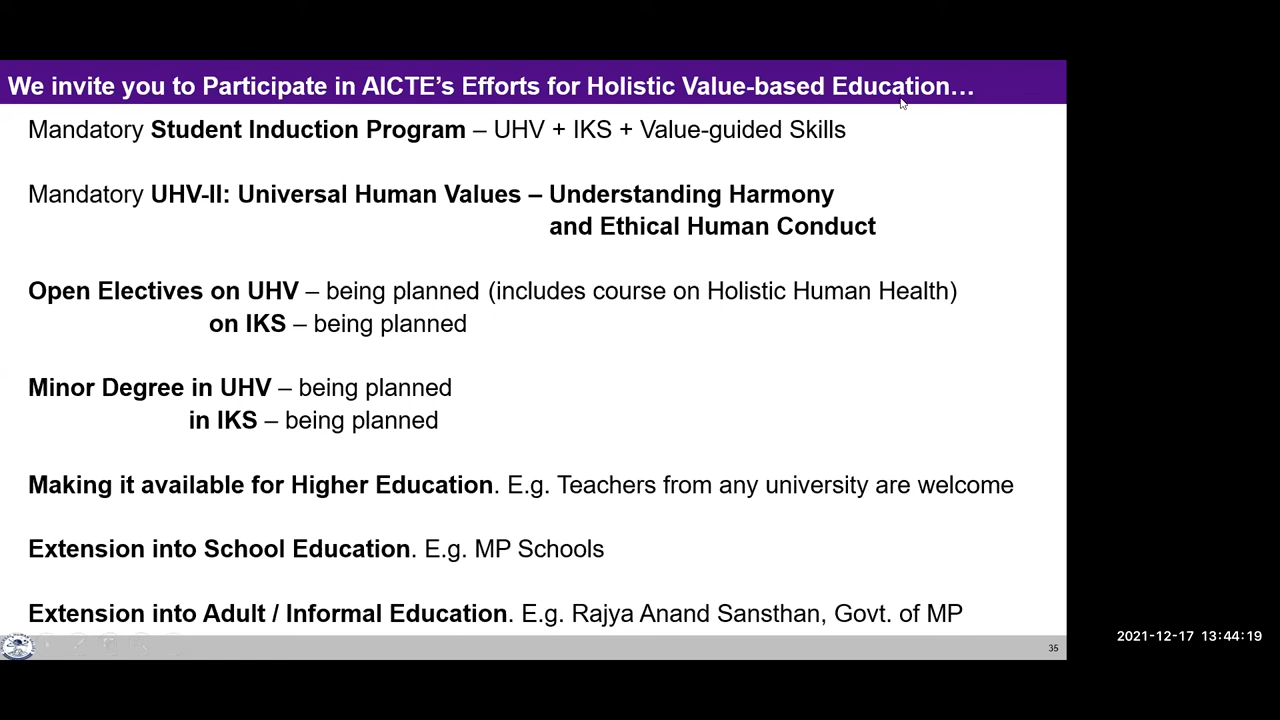 We invite you to Participate in AICTE’s Efforts for Holistic Value-based Education…
Mandatory Student Induction Program – UHV + IKS + Value-guided Skills
Mandatory UHV-II: Universal Human Values – Understanding Harmony
and Ethical Human Conduct
Open Electives on UHV – being planned (includes course on Holistic Human Health)
on IKS – being planned
Minor Degree in UHV – being planned
in IKS – being planned
Making it available for Higher Education. E.g. Teachers from any university are welcome
Extension into School Education. E.g. MP Schools
Extension into Adult / Informal Education. E.g. Rajya Anand Sansthan, Govt. of MP
35
2021-12-17 13:44:19